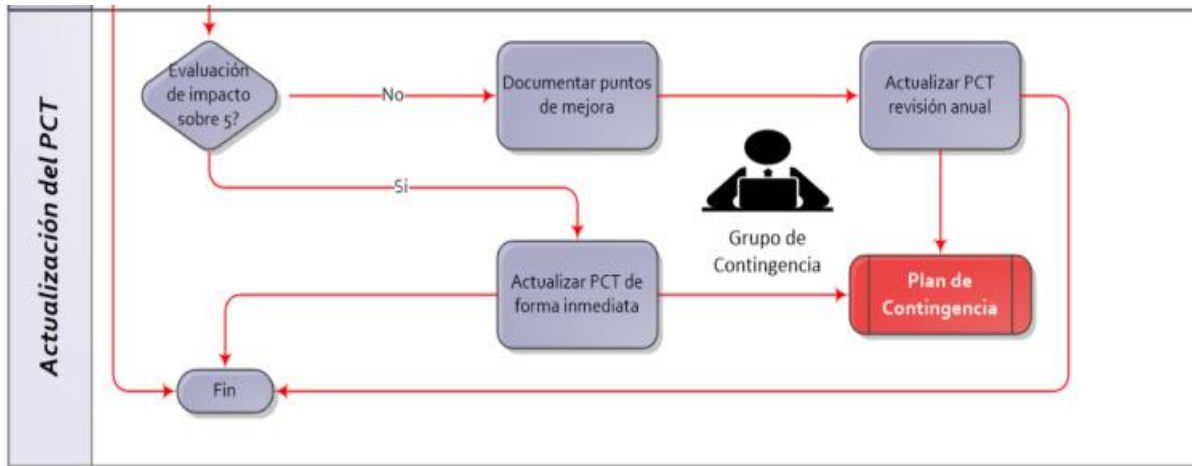 Actualización del PCT
Evaluación
de impacto
sobre 5?
No
Documentar puntos
de mejora
Actualizar PCT
revisión anual
Sí
Grupo de
Contingencia
Actualizar PCT de
forma inmediata
Plan de
Contingencia
Fin